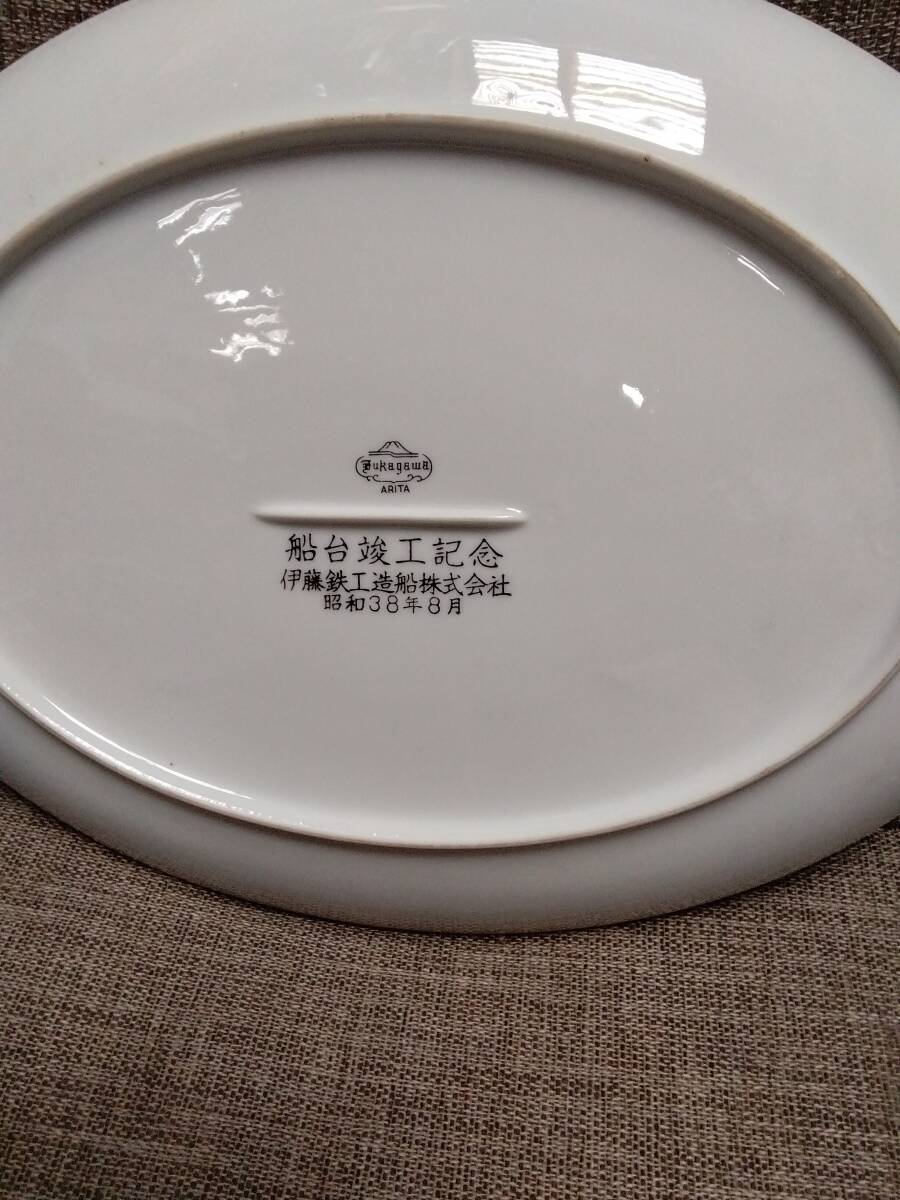 Fukagawa
ARITA
船台竣工記念
伊藤鉄工造船株式会社
昭和38年8月